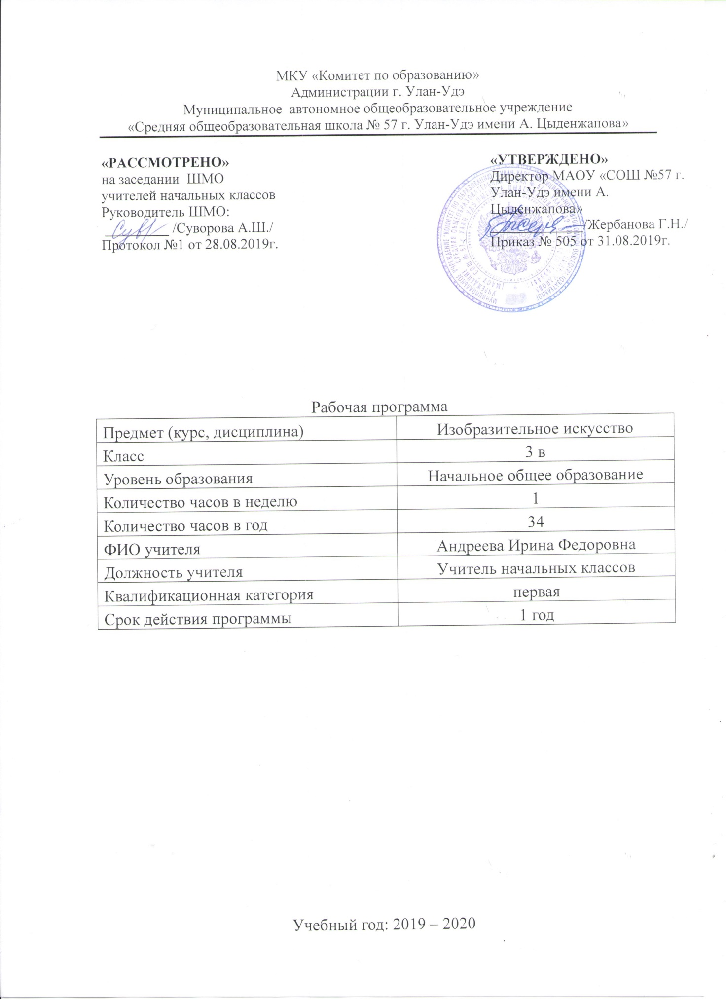 МКУ «Комитет по образованию»
Администрации г. Улан-Удэ
Муниципальное автономное общеобразовательное учреждение
«Средняя общеобразовательная школа № 57 г. Улан-Удэ имени А. Цыденжапова»
«РАССМОТРЕНО»
на заседании ШМО
учителей начальных классов
Руководитель ШМО:
__________ /Суворова А.Ш./
Протокол №1 от 28.08.2019г.
«УТВЕРЖДЕНО»
Директор МАОУ «СОШ №57 г.
Улан-Удэ имени А.
Цыденжапова»
______________/Жербанова Г.Н./
Приказ № 505 от 31.08.2019г.
Рабочая программа
Предмет (курс, дисциплина) Изобразительное искусство
Класс 3 в
Уровень образования Начальное общее образование
Количество часов в неделю 1
Количество часов в год 34
ФИО учителя Андреева Ирина Федоровна
Должность учителя Учитель начальных классов
Квалификационная категория первая
Срок действия программы 1 год
Учебный год: 2019 – 2020